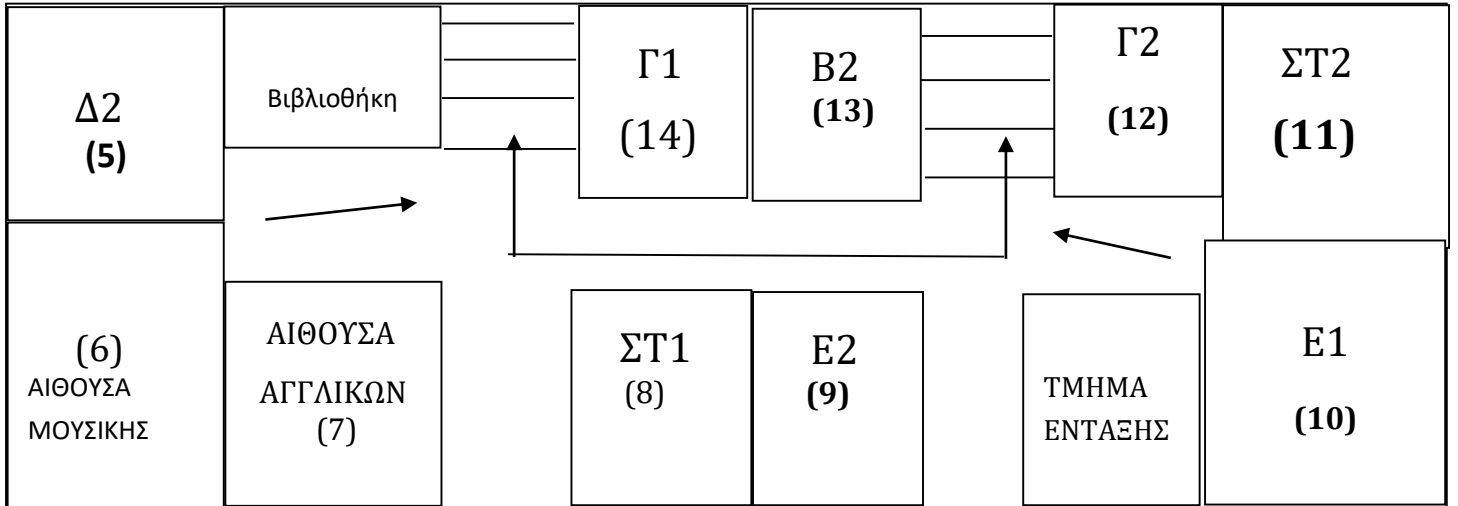 Δ2
(5)
Βιβλιοθήκη
Γ1
(14)
Β2
(13)
Γ2
(12)
ΣΤ2
(11)
(6)
ΑΙΘΟΥΣΑ
ΜΟΥΣΙΚΗΣ
ΑΙΘΟΥΣΑ
ΑΓΓΛΙΚΩΝ
(7)
ΣΤ1
(8)
Ε2
(9)
ΤΜΗΜΑ
ΕΝΤΑΞΗΣ
Ε1
(10)